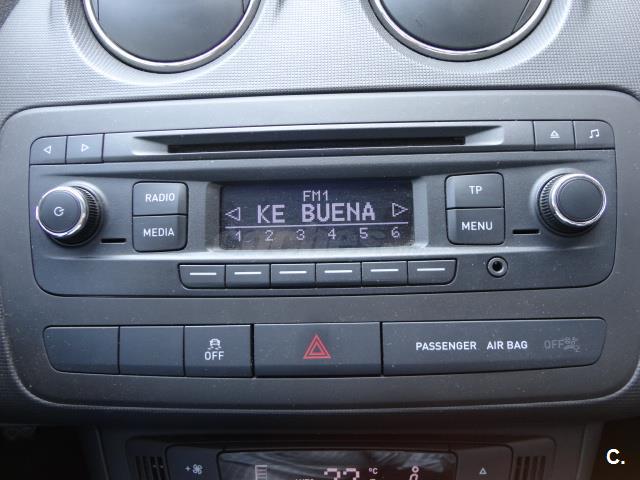 FM1
KE BUENA
1 2 3 4 5 6
RADIO
MEDIA
TP
MENU
OFF
PASSENGER AIR BAG OFF
°C
C.